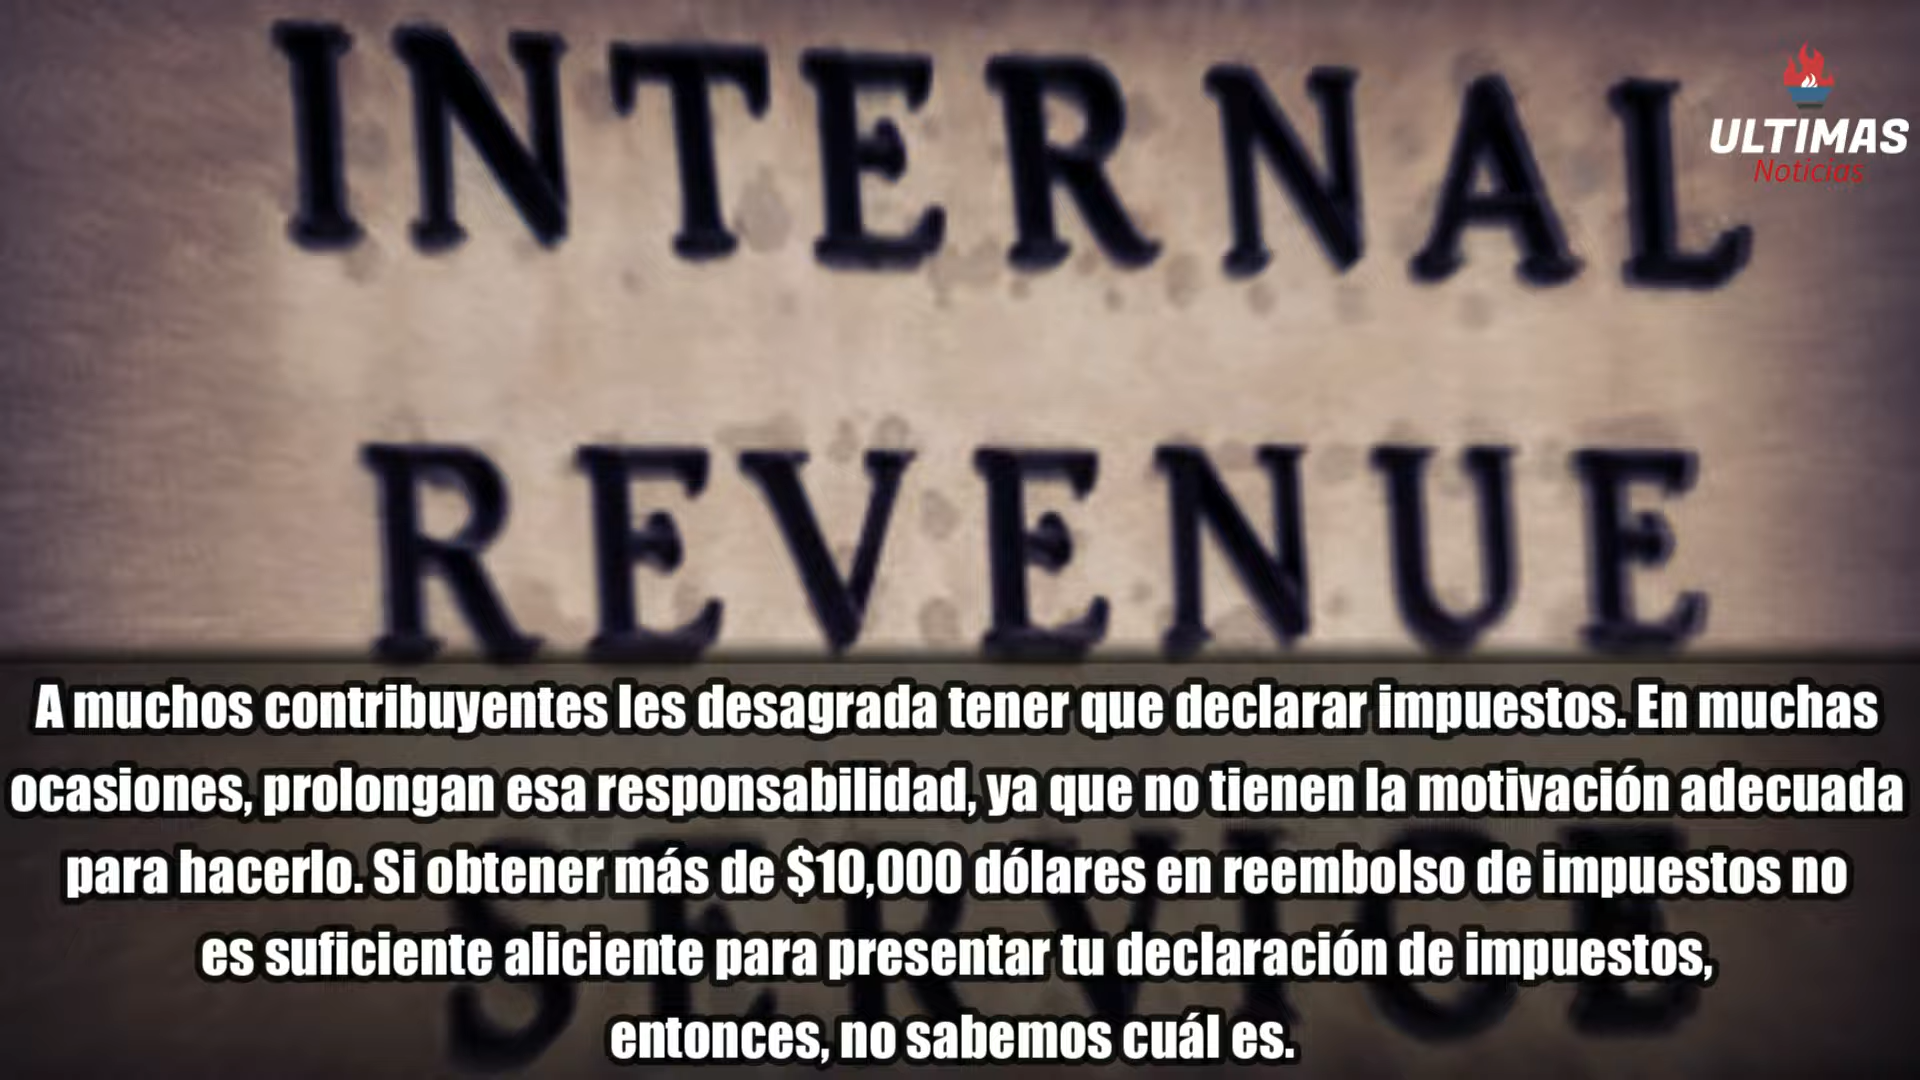 INTERNAL
ULTIMAS
Noticias
REVENUE
SERVICE
A muchos contribuyentes les desagrada tener que declarar impuestos. En muchas
ocasiones, prolongan esa responsabilidad, ya que no tienen la motivación adecuada
para hacerlo. Si obtener más de $10,000 dólares en reembolso de impuestos no
es suficiente aliciente para presentar tu declaración de impuestos,
entonces, no sabemos cuál es.